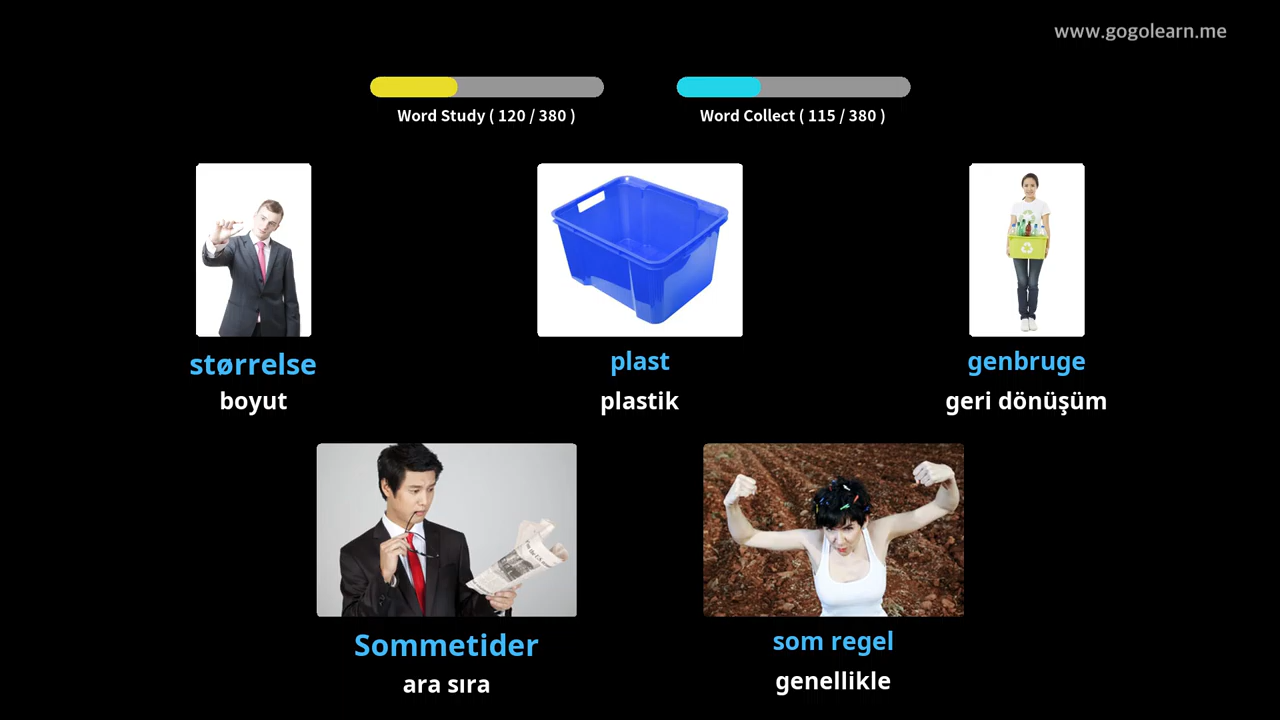 www.gogolearn.me
Word Study ( 120 / 380 )
Word Collect ( 115 / 380 )
størrelse
boyut
plast
plastik
genbruge
geri dönüşüm
Sommetider
ara sıra
som regel
genellikle